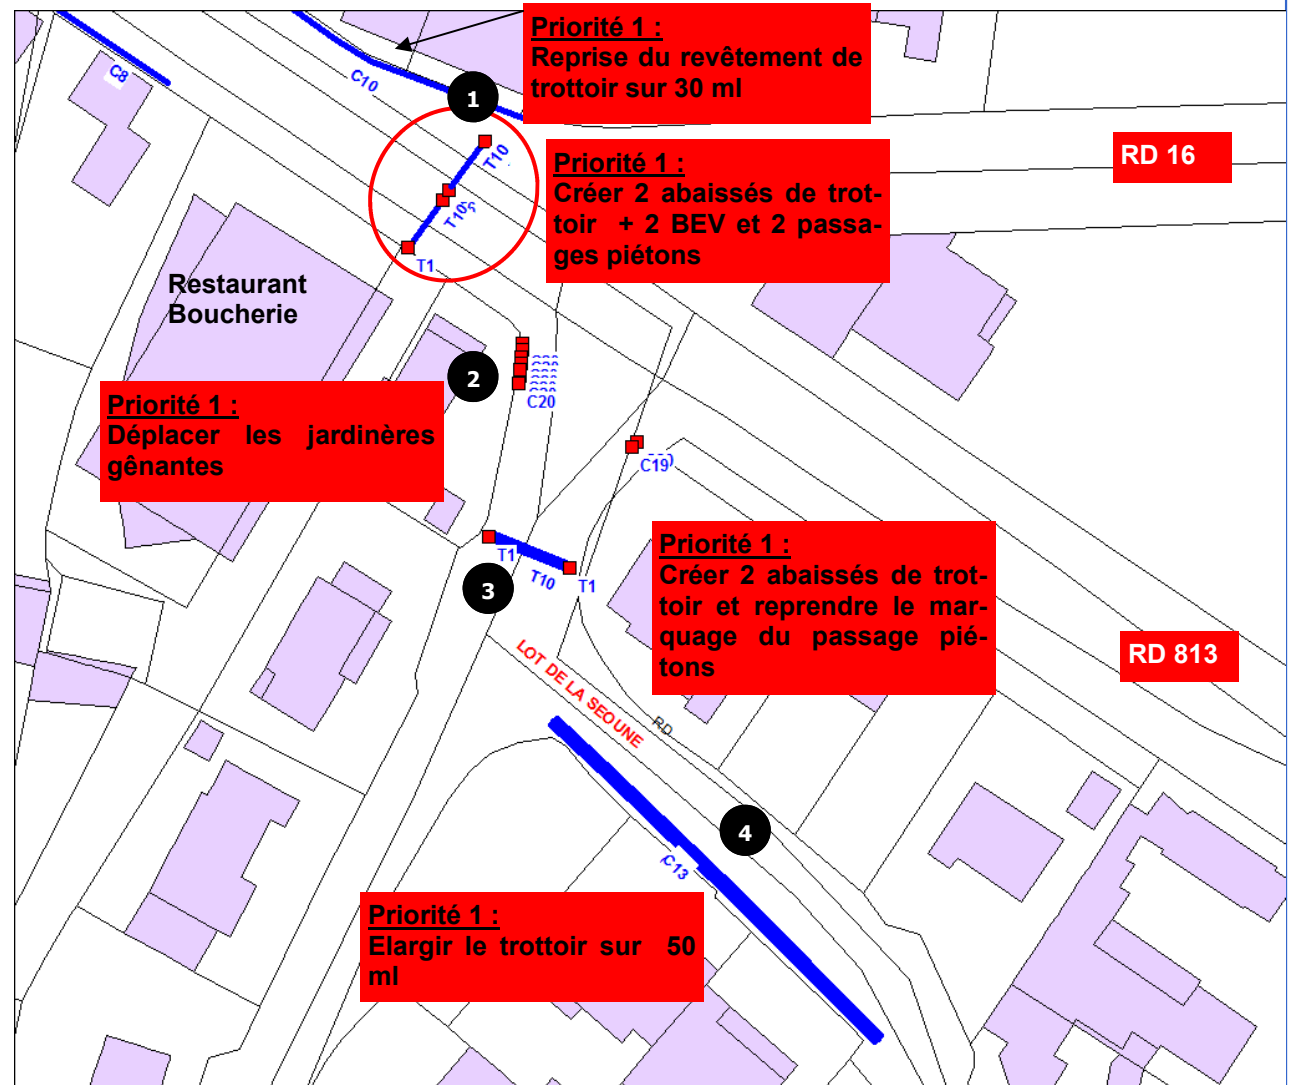 Priorité 1 :
Reprise du revêtement de
trottoir sur 30 ml
C8
C10
1
T10
T10
T1
Priorité 1 :
Créer 2 abaissés de trot-
toir + 2 BEV et 2 passa-
ges piétons
RD 16
Restaurant
Boucherie
2
C20
Priorité 1 :
Déplacer les jardinères
gênantes
C19
T1
T10
T1
3
Priorité 1 :
Créer 2 abaissés de trot-
toir et reprendre le mar-
quage du passage pié-
tons
RD 813
LOT DE LA SEOUNE
RD
4
C13
Priorité 1 :
Elargir le trottoir sur 50
ml